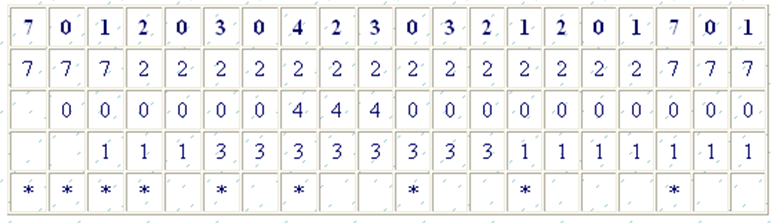 7 0 1 2 0 3 0 4 2 3 0 3 2 1 2 0 1 7 0 1
7 7 7 2 2 2 2 2 2 2 2 2 2 2 2 2 2 7 7 7
0 0 0 0 0 0 4 4 4 0 0 0 0 0 0 0 0 0 0
1 1 1 3 3 3 3 3 3 3 3 1 1 1 1 1 1 1
* * * * * * * * *